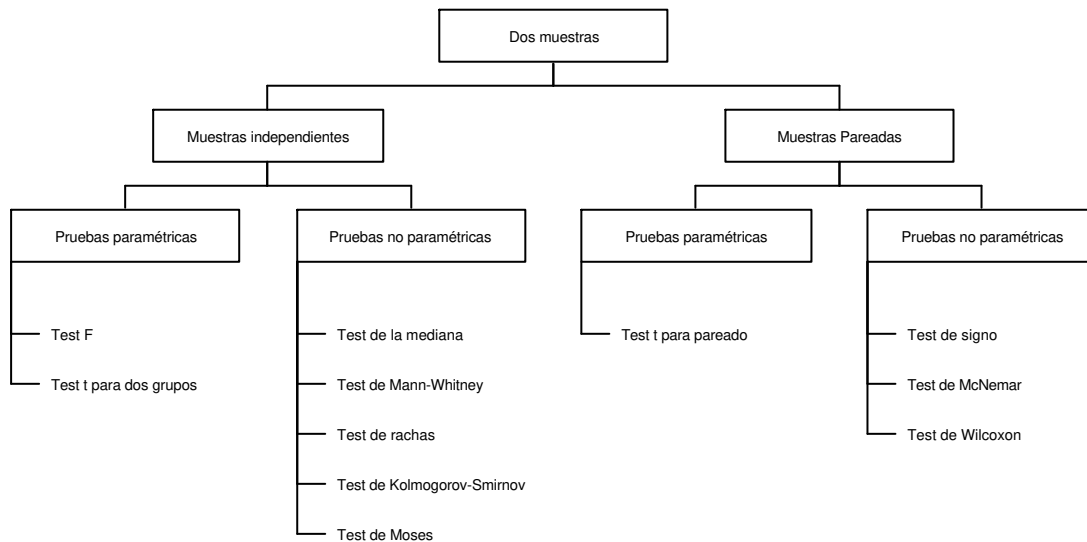 Dos muestras
Muestras independientes
Muestras Pareadas
Pruebas paramétricas
Pruebas no paramétricas
Pruebas paramétricas
Pruebas no paramétricas
Test F
Test t para dos grupos
Test de la mediana
Test de Mann-Whitney
Test de rachas
Test de Kolmogorov-Smirnov
Test de Moses
Test t para pareado
Test de signo
Test de McNemar
Test de Wilcoxon